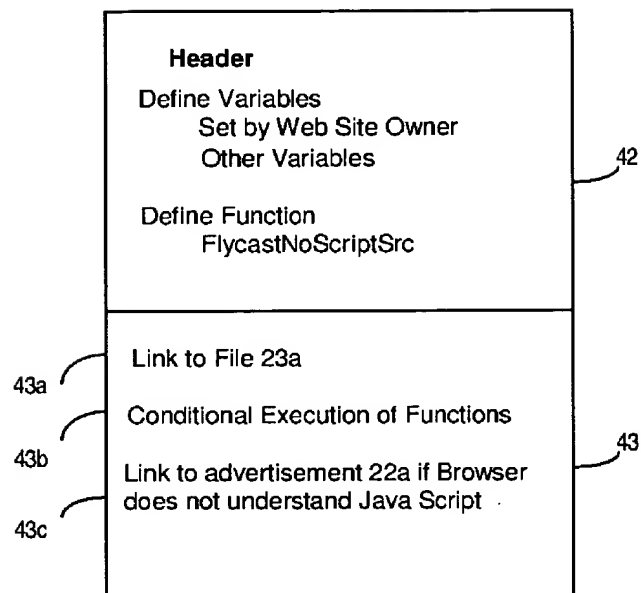 Header
Define Variables
Set by Web Site Owner
Other Variables
42
Define Function
FlycastNoScriptSrc
Link to File 23a
43a
Conditional Execution of Functions
43b
43
Link to advertisement 22a if Browser
does not understand Java Script
43c